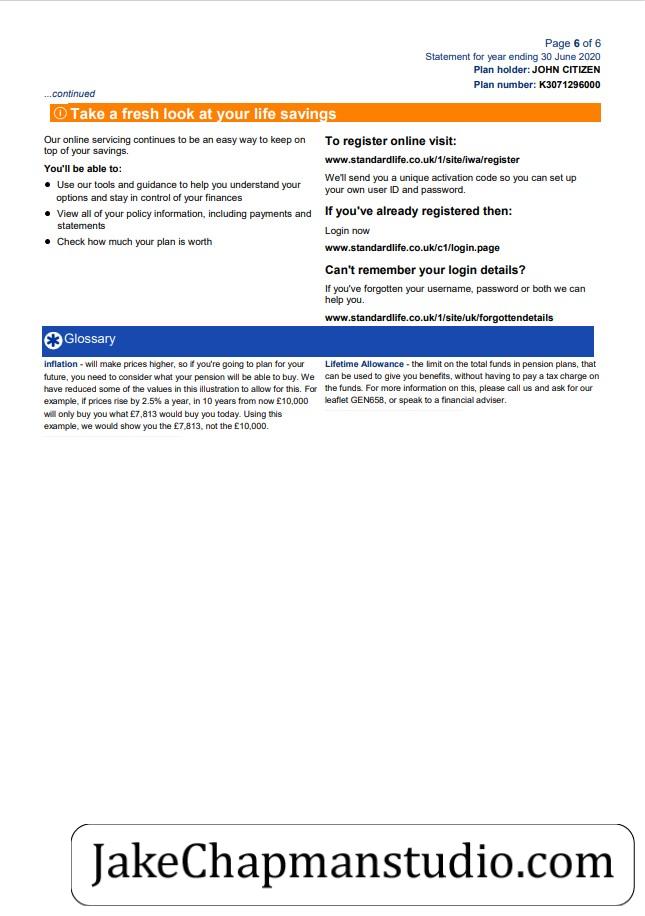 Page 6 of 6
Statement for year ending 30 June 2020
Plan holder: JOHN CITIZEN
Plan number: K3071296000
...continued
Take a fresh look at your life savings
Our online servicing continues to be an easy way to keep on
top of your savings.
You'll be able to:
● Use our tools and guidance to help you understand your
options and stay in control of your finances
● View all of your policy information, including payments and
statements
● Check how much your plan is worth
To register online visit:
www.standardlife.co.uk/1/site/iwa/register
We'll send you a unique activation code so you can set up
your own user ID and password.
If you've already registered then:
Login now
www.standardlife.co.uk/c1/login.page
Can't remember your login details?
If you've forgotten your username, password or both we can
help you.
www.standardlife.co.uk/1/site/uk/forgottendetails
Glossary
inflation - will make prices higher, so if you're going to plan for your
future, you need to consider what your pension will be able to buy. We
have reduced some of the values in this illustration to allow for this. For
example, if prices rise by 2.5% a year, in 10 years from now £10,000
will only buy you what £7,813 would buy you today. Using this
example, we would show you the £7,813, not the £10,000.
Lifetime Allowance - the limit on the total funds in pension plans, that
can be used to give you benefits, without having to pay a tax charge on
the funds. For more information on this, please call us and ask for our
leaflet GEN658, or speak to a financial adviser.
JakeChapmanstudio.com